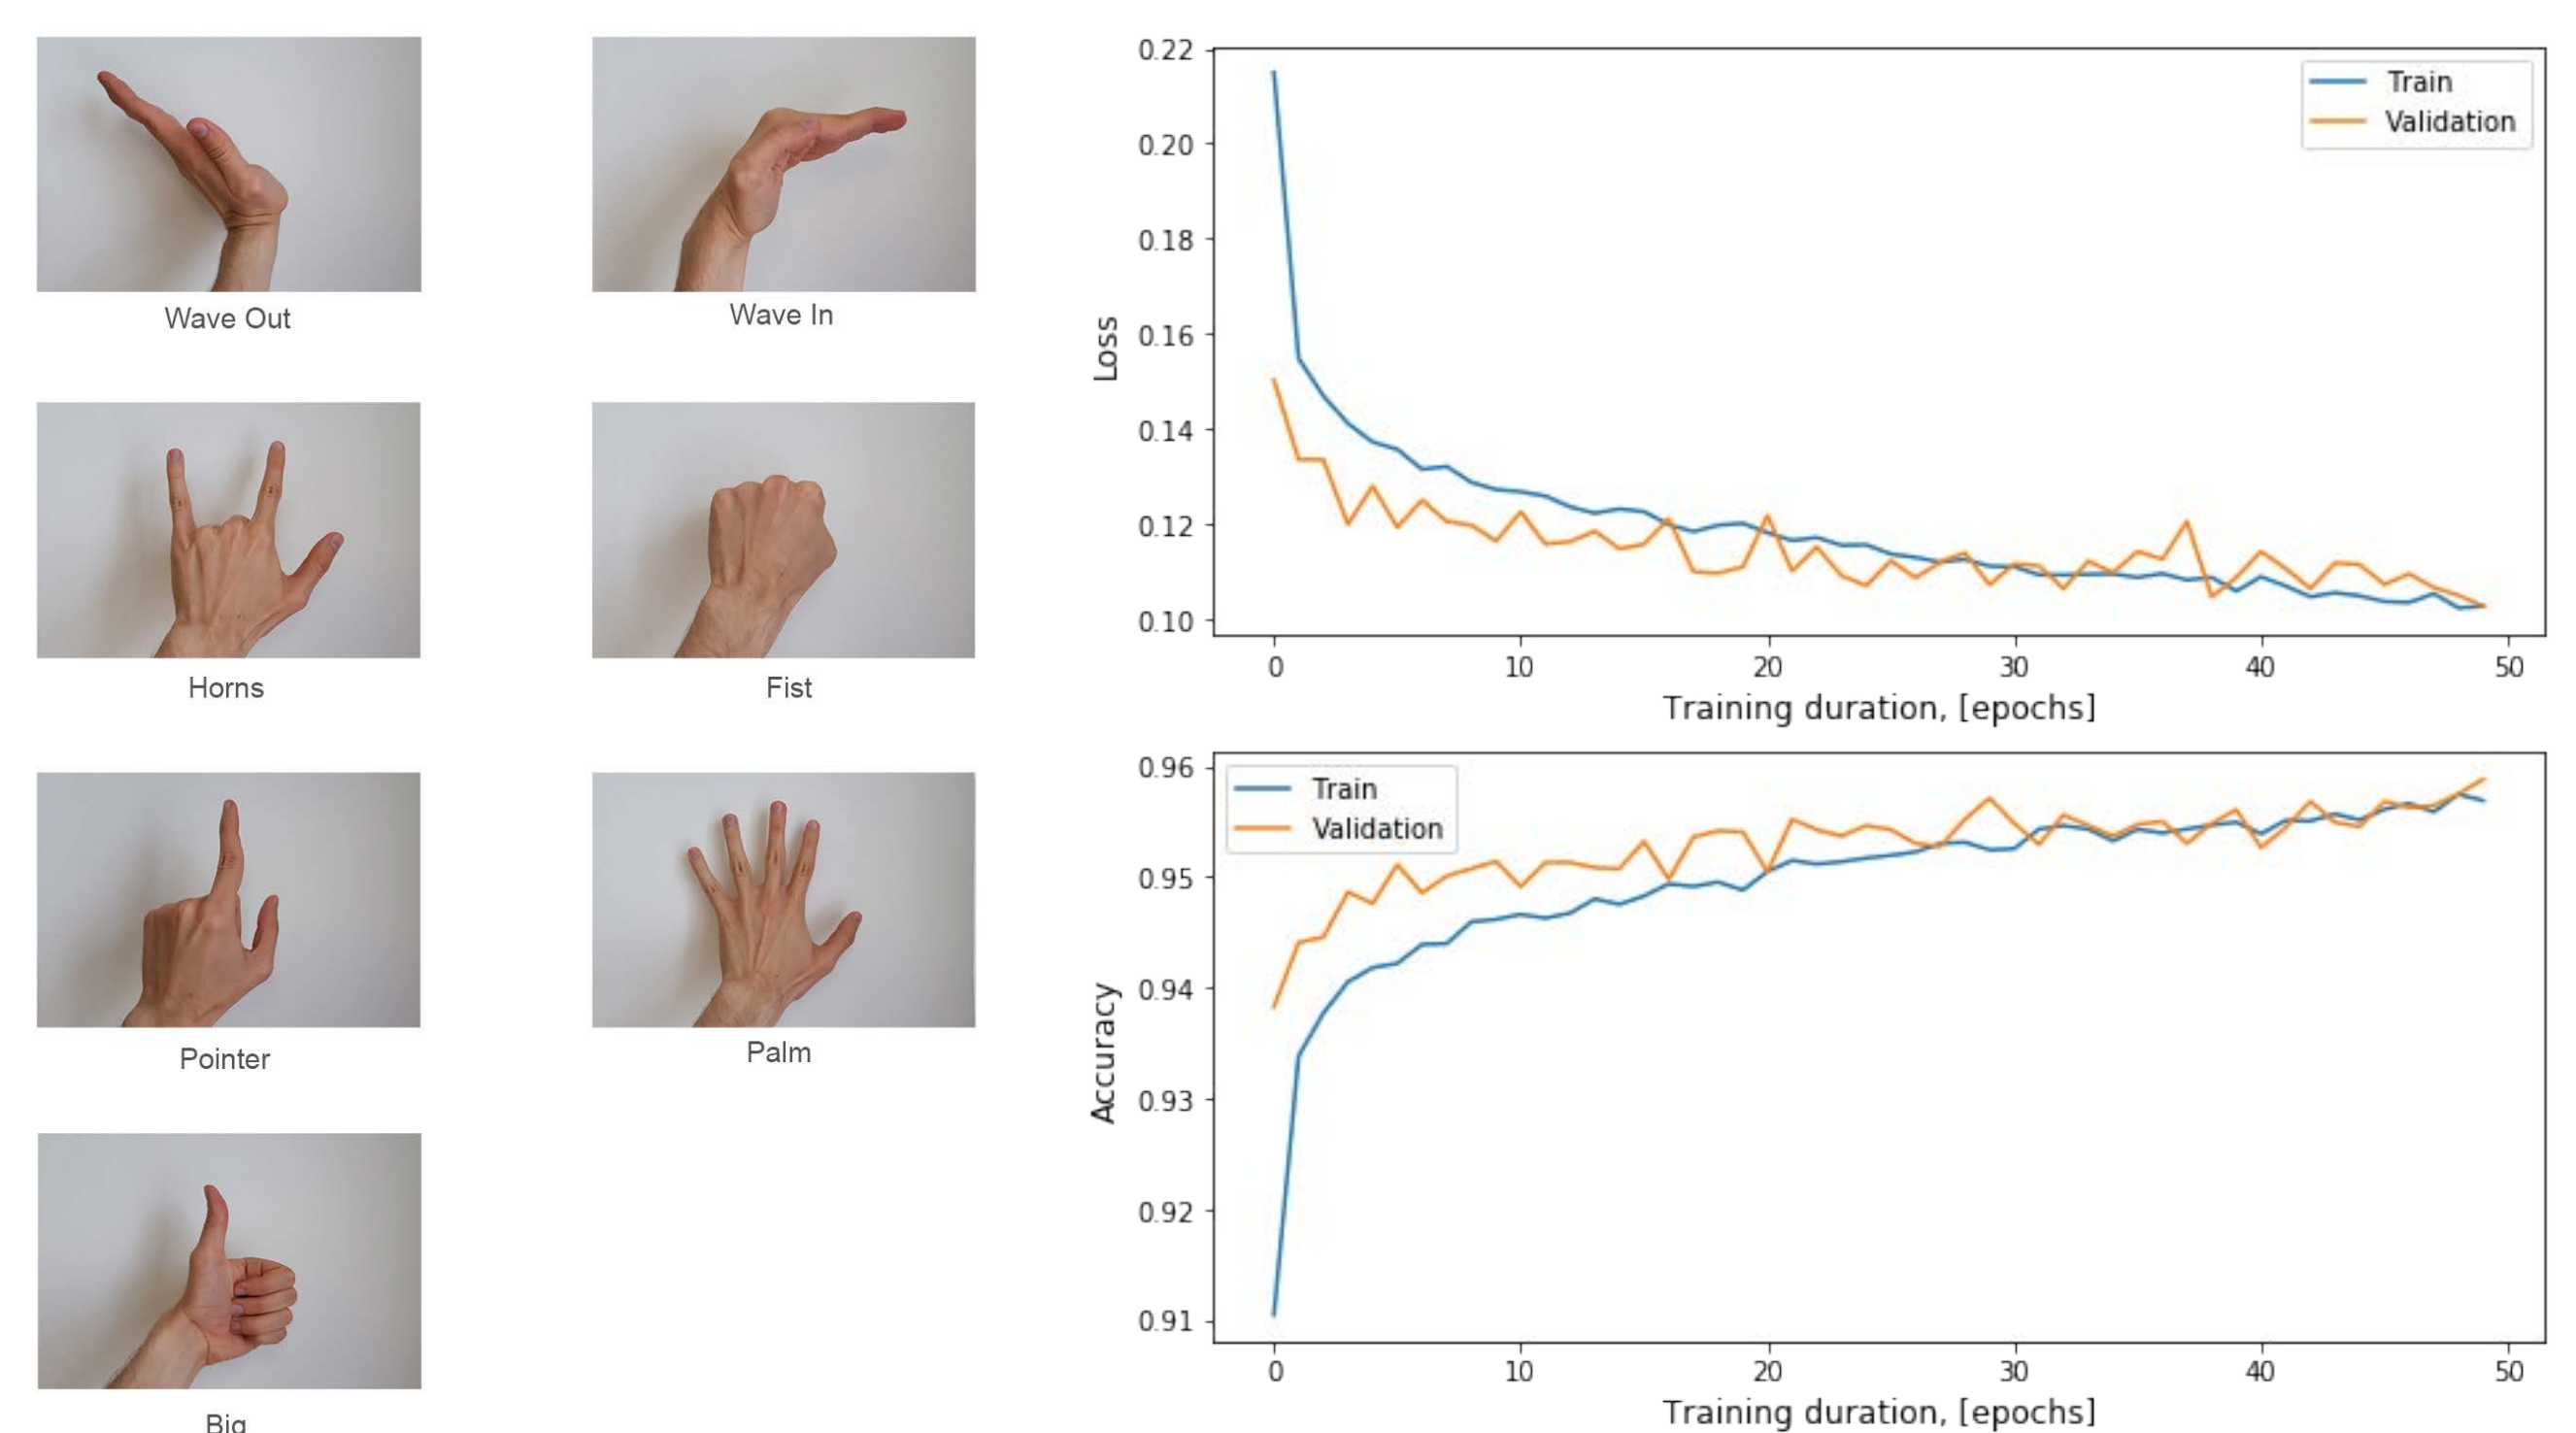 Wave Out
Wave In
Horns
Fist
Pointer
Palm
Big
0.22
0.20
0.18
0.16
0.14
0.12
0.10
Loss
Train
Validation
0 10 20 30 40 50
Training duration, [epochs]
0.96
0.95
0.94
0.93
0.92
0.91
Accuracy
Train
Validation
0 10 20 30 40 50
Training duration, [epochs]